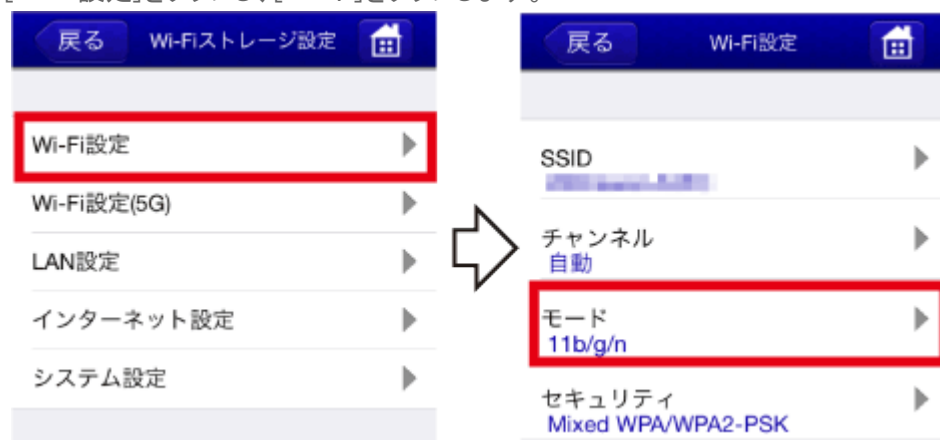 戻る Wi-Fiストレージ設定
Wi-Fi設定
Wi-Fi設定(5G)
LAN設定
インターネット設定
システム設定
戻る Wi-Fi設定
SSID
チャンネル
自動
モード
11b/g/n
セキュリティ
Mixed WPA/WPA2-PSK